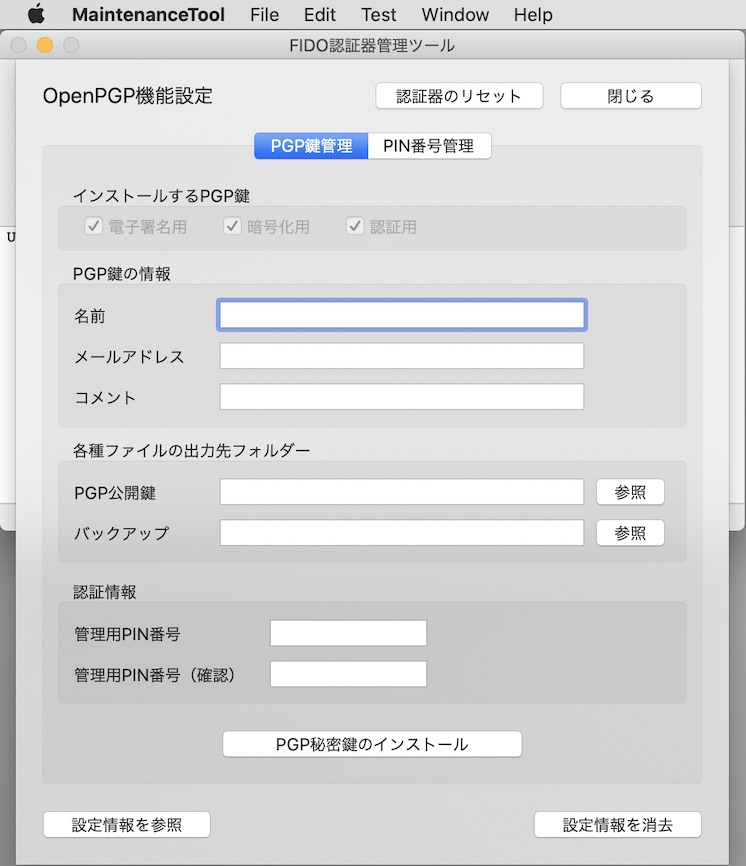 MaintenanceTool File Edit Test Window Help
FIDO認証器管理ツール
OpenPGP機能設定 認証器のリセット 閉じる
PGP鍵管理 PIN番号管理
インストールするPGP鍵
U
電子署名用 暗号化用 認証用
PGP鍵の情報
名前
メールアドレス
コメント
各種ファイルの出力先フォルダー
PGP公開鍵 参照
バックアップ 参照
認証情報
管理用PIN番号
管理用PIN番号（確認）
PGP秘密鍵のインストール
設定情報を参照 設定情報を消去